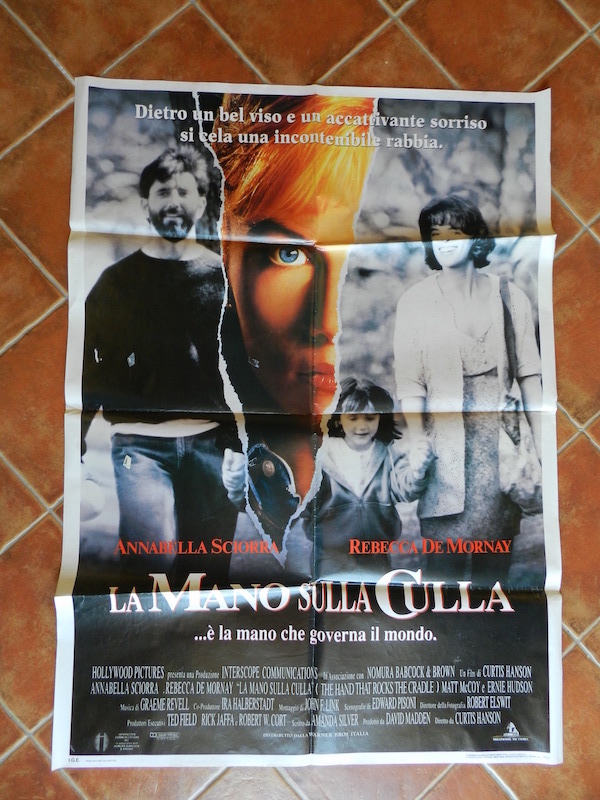 Dietro un bel viso e un accattivante sorriso
si cela una incontenibile rabbia.
ANNABELLA SCIORRA REBECCA DE MORNAY
LA MANO SULLA CULLA
...è la mano che governa il mondo.
HOLLYWOOD PICTURES presenta una Produzione INTERSCOPE COMMUNICATIONS In Associazione con NOMURA BABCOCK & BROWN Un Film di CURTIS HANSON
ANNABELLA SCIORRA REBECCA DE MORNAY "LA MANO SULLA CULLA" (THE HAND THAT ROCKS THE CRADLE) MATT McCOY e ERNIE HUDSON
Musica di GRAEME REVELL Co-Produttore IRA HALBERSTADT Montaggio di JOHN F. LINK Scenografie di EDWARD PISONI Direttore della Fotografia ROBERT ELSWIT
Produttori Esecutivi TED FIELD RICK JAFFA e ROBERT W. CORT Scritto da AMANDA SILVER Prodotto da DAVID MADDEN Diretto da CURTIS HANSON
DISTRIBUITO DALLA WARNER BROS ITALIA